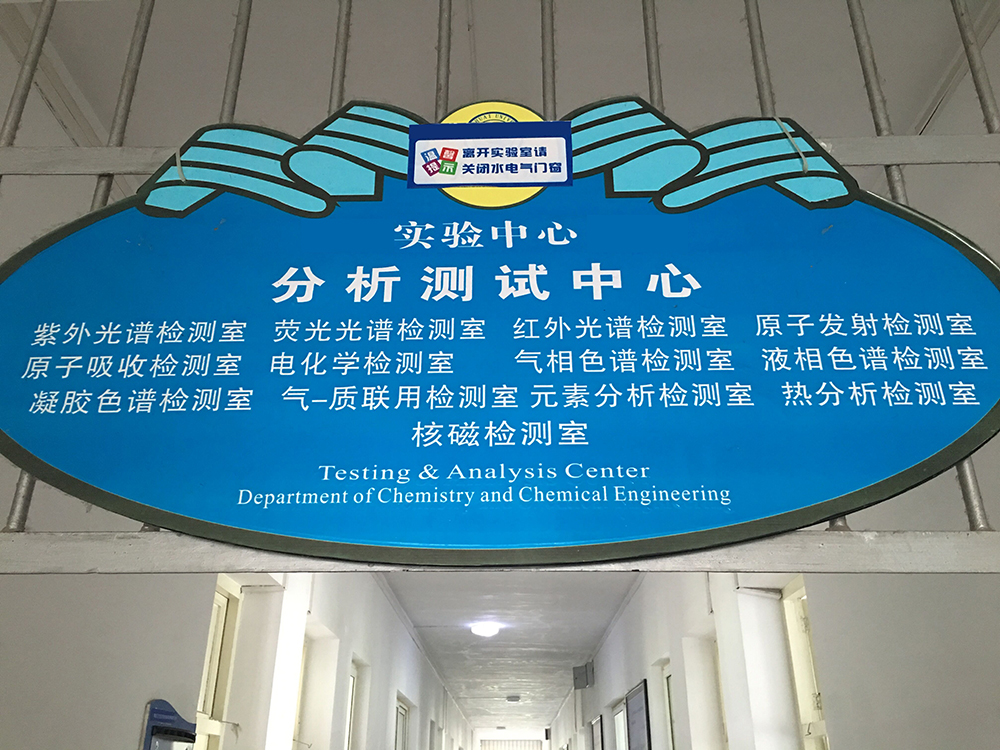 温馨提示
离开实验室请
关闭水电气门窗
实验中心
分析测试中心
紫外光谱检测室 荧光光谱检测室 红外光谱检测室 原子发射检测室
原子吸收检测室 电化学检测室 气相色谱检测室 液相色谱检测室
凝胶色谱检测室 气–质联用检测室 元素分析检测室 热分析检测室
核磁检测室
Testing & Analysis Center
Department of Chemistry and Chemical Engineering